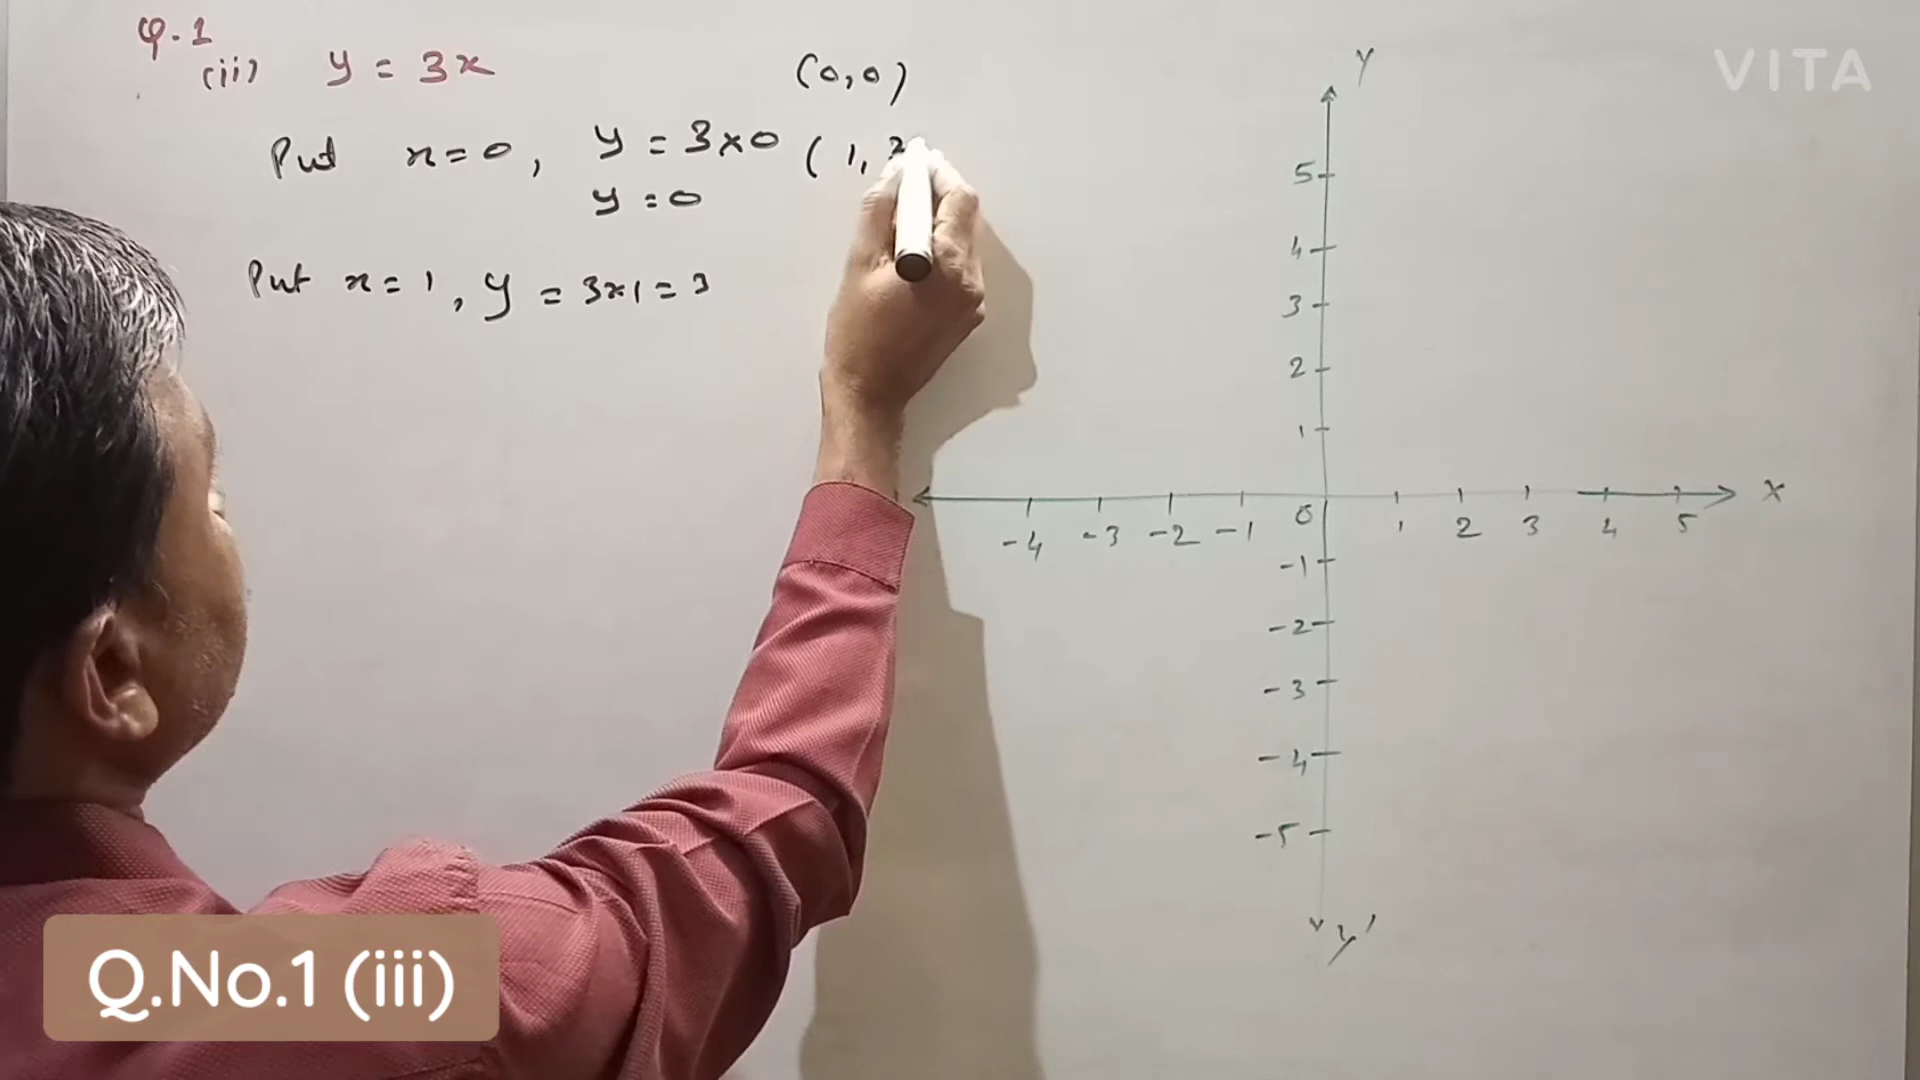 Q.1
(ii) y = 3x
(0,0)
Put x=0, y = 3×0
(1, 3
y=0
Put x=1, y = 3×1=3
Y
VITA
5
4
3
2
1
X
-4 -3 -2 -1 0 1 2 3 4 5
-1
-2
-3
-4
-5
y'
Q.No.1 (iii)